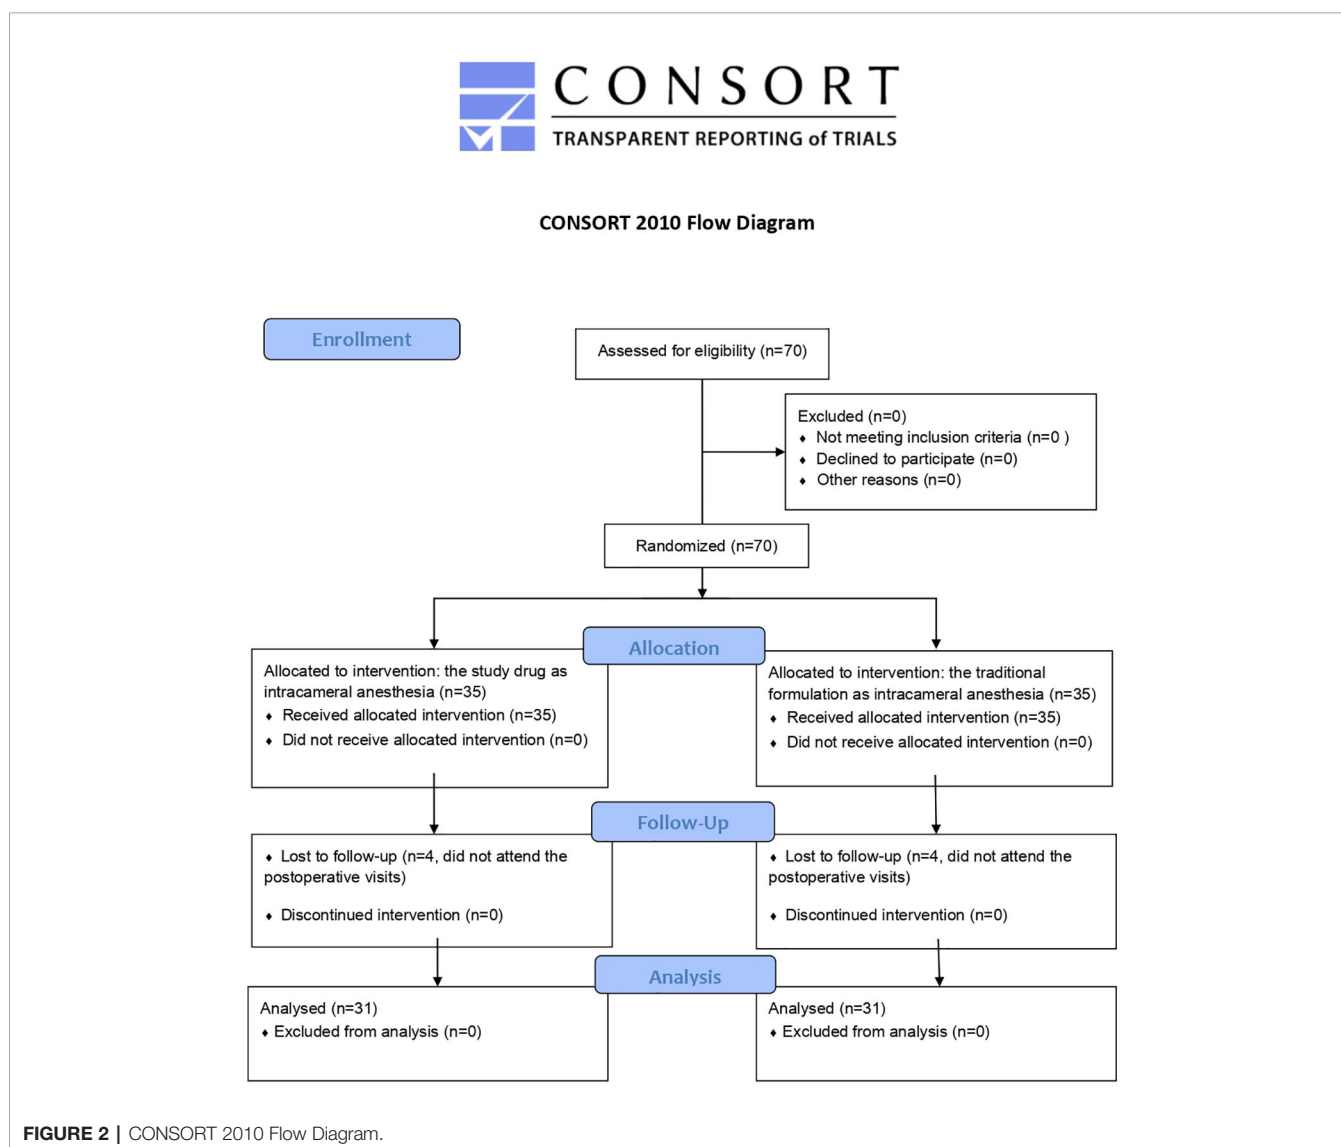 CONSORT
TRANSPARENT REPORTING of TRIALS
CONSORT 2010 Flow Diagram
Enrollment
Assessed for eligibility (n=70)
Excluded (n=0)
♦ Not meeting inclusion criteria (n=0 )
♦ Declined to participate (n=0)
♦ Other reasons (n=0)
Randomized (n=70)
Allocation
Allocated to intervention: the study drug as
intracameral anesthesia (n=35)
♦ Received allocated intervention (n=35)
♦ Did not receive allocated intervention (n=0)
Allocated to intervention: the traditional
formulation as intracameral anesthesia (n=35)
♦ Received allocated intervention (n=35)
♦ Did not receive allocated intervention (n=0)
Follow-Up
♦ Lost to follow-up (n=4, did not attend the
postoperative visits)
♦ Discontinued intervention (n=0)
♦ Lost to follow-up (n=4, did not attend the
postoperative visits)
♦ Discontinued intervention (n=0)
Analysis
Analysed (n=31)
♦ Excluded from analysis (n=0)
Analysed (n=31)
♦ Excluded from analysis (n=0)
FIGURE 2 | CONSORT 2010 Flow Diagram.